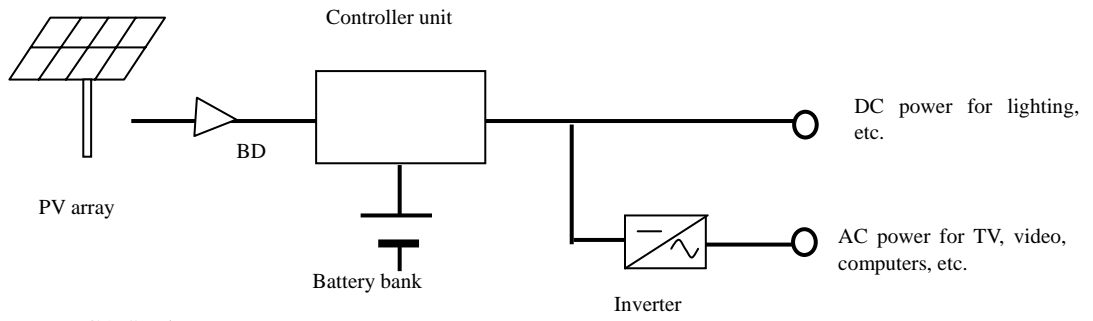 Controller unit
DC power for lighting,
etc.
BD
PV array
AC power for TV, video,
computers, etc.
Battery bank
Inverter